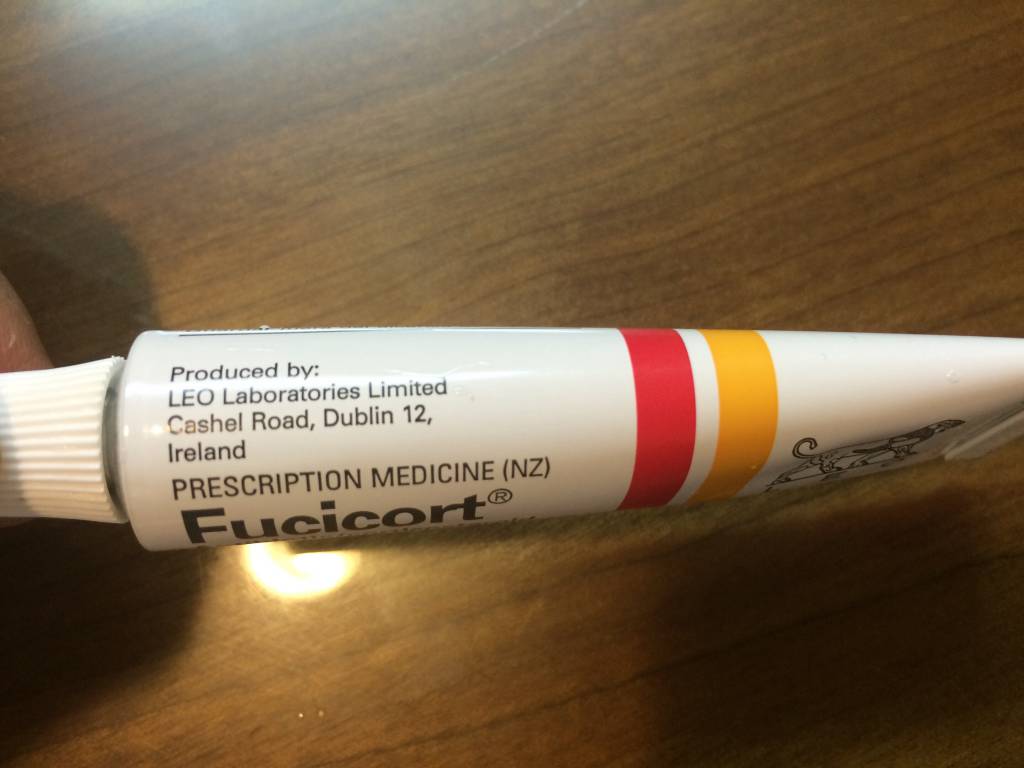 Produced by:
LEO Laboratories Limited
Cashel Road, Dublin 12,
Ireland
PRESCRIPTION MEDICINE (NZ)
Fucicort®